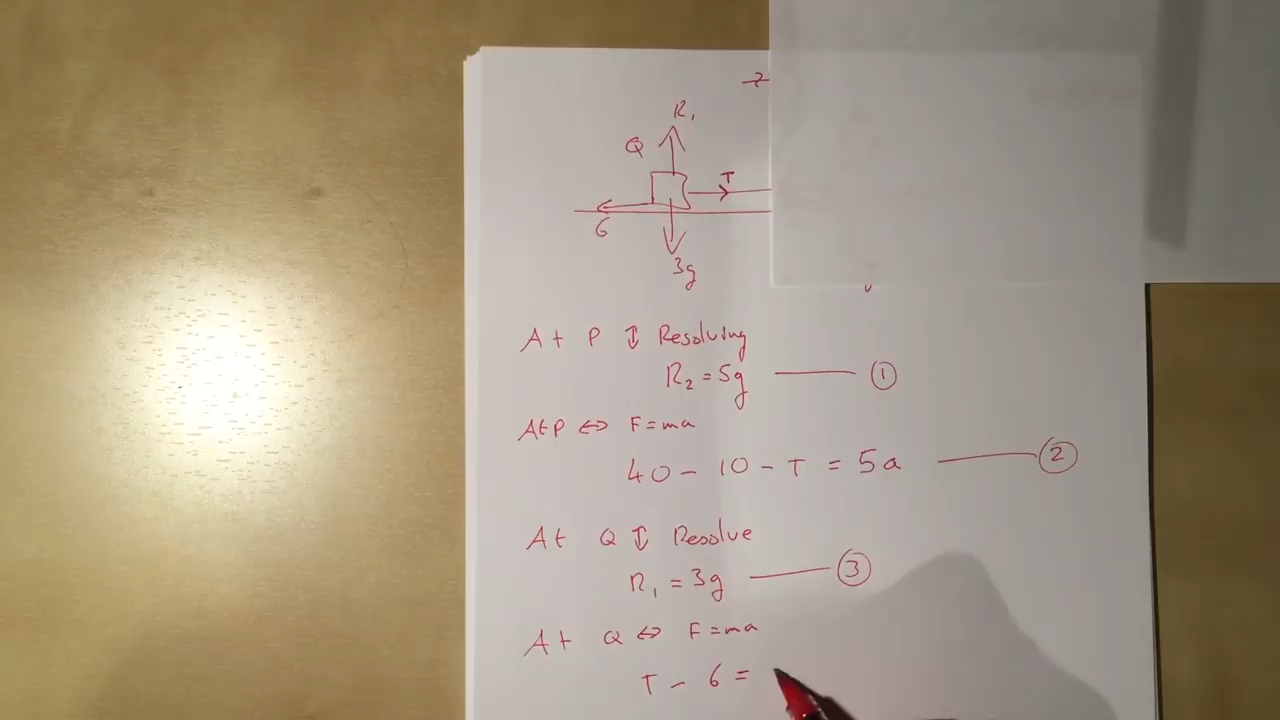 R₁
Q
T
6
3g
At P ↕ Resolving
R₂ = 5g ——— ①
At P ↔ F = ma
40 - 10 - T = 5a ——— ②
At Q ↕ Resolve
R₁ = 3g ——— ③
At Q ↔ F = ma
T - 6 =